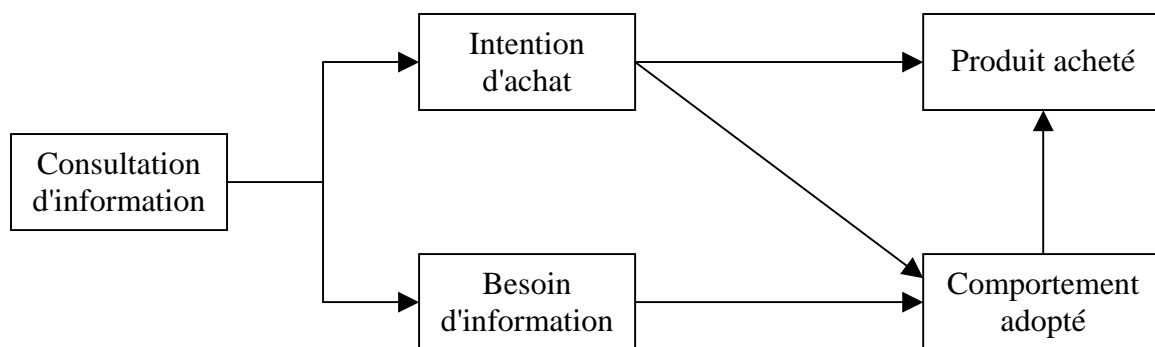 Intention
d'achat
Produit acheté
Consultation
d'information
Besoin
d'information
Comportement
adopté